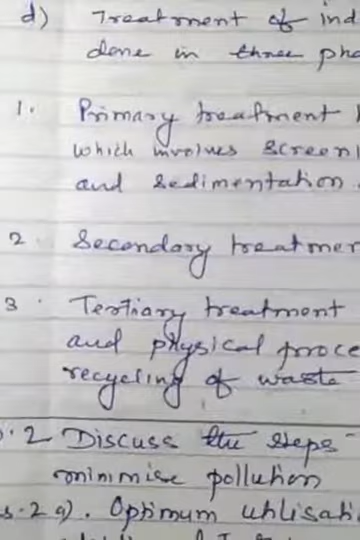 d) Treatment of ind
done in three pha
1. Primary treatment
which involves screen
and sedimentation.
2. Secondary treatmen
3. Tertiary treatment
and physical proce
recycling of waste
.2 Discuss the steps
minimise pollution
s.2 a). Optimum utilisati